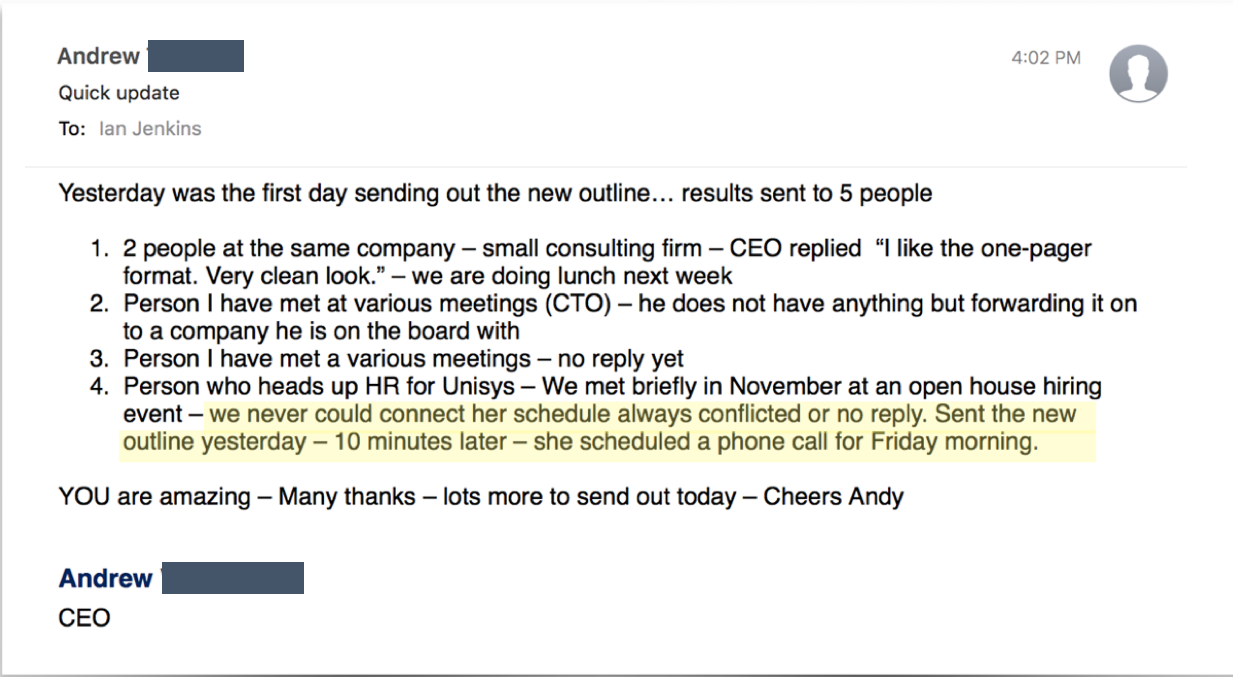 Andrew
4:02 PM
Quick update
To: Ian Jenkins
Yesterday was the first day sending out the new outline… results sent to 5 people
1. 2 people at the same company – small consulting firm – CEO replied “I like the one-pager
format. Very clean look.” – we are doing lunch next week
2. Person I have met at various meetings (CTO) – he does not have anything but forwarding it on
to a company he is on the board with
3. Person I have met a various meetings – no reply yet
4. Person who heads up HR for Unisys – We met briefly in November at an open house hiring
event – we never could connect her schedule always conflicted or no reply. Sent the new
outline yesterday – 10 minutes later – she scheduled a phone call for Friday morning.
YOU are amazing – Many thanks – lots more to send out today – Cheers Andy
Andrew
CEO